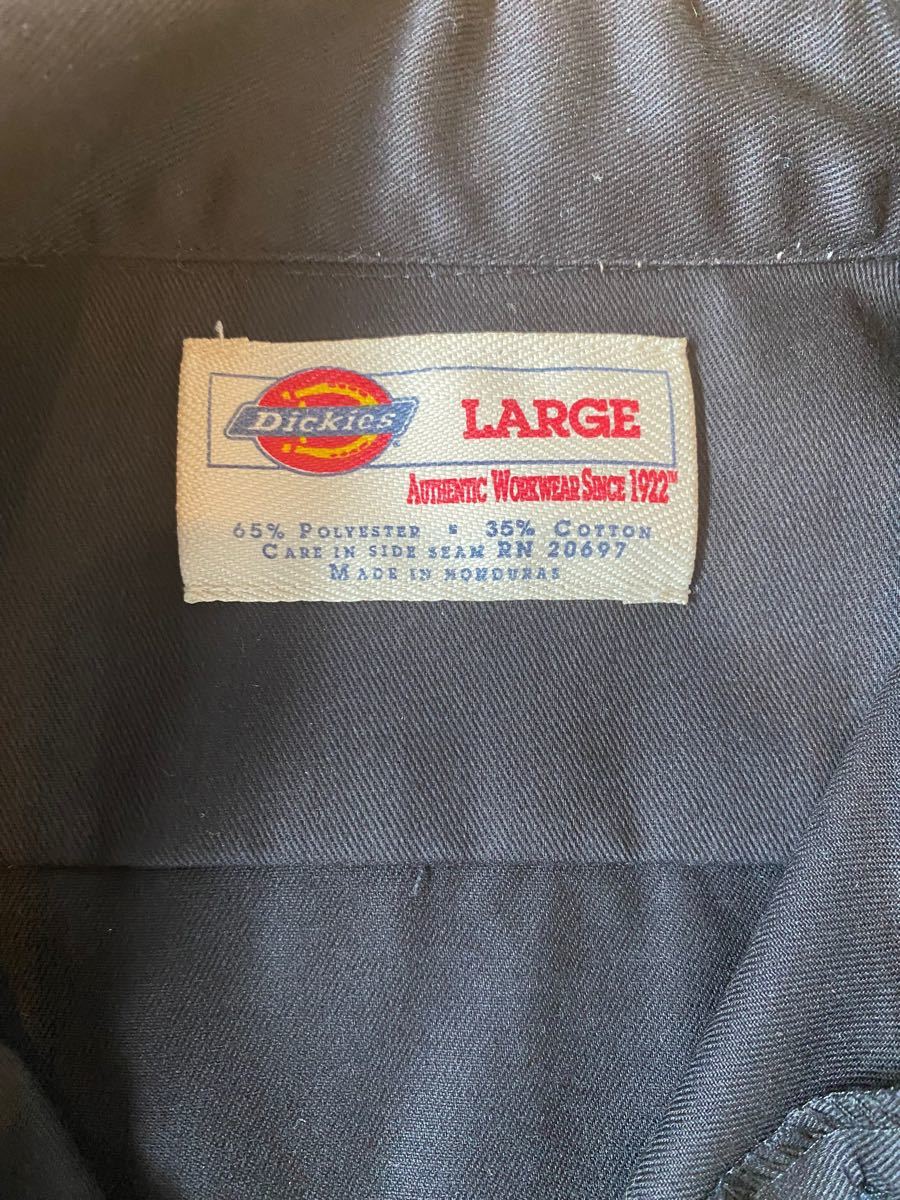 Dickies
LARGE
AUTHENTIC WORKWEAR SINCE 1922™
65% POLYESTER ▪ 35% COTTON
CARE IN SIDE SEAM RN 20697
MADE IN HONDURAS